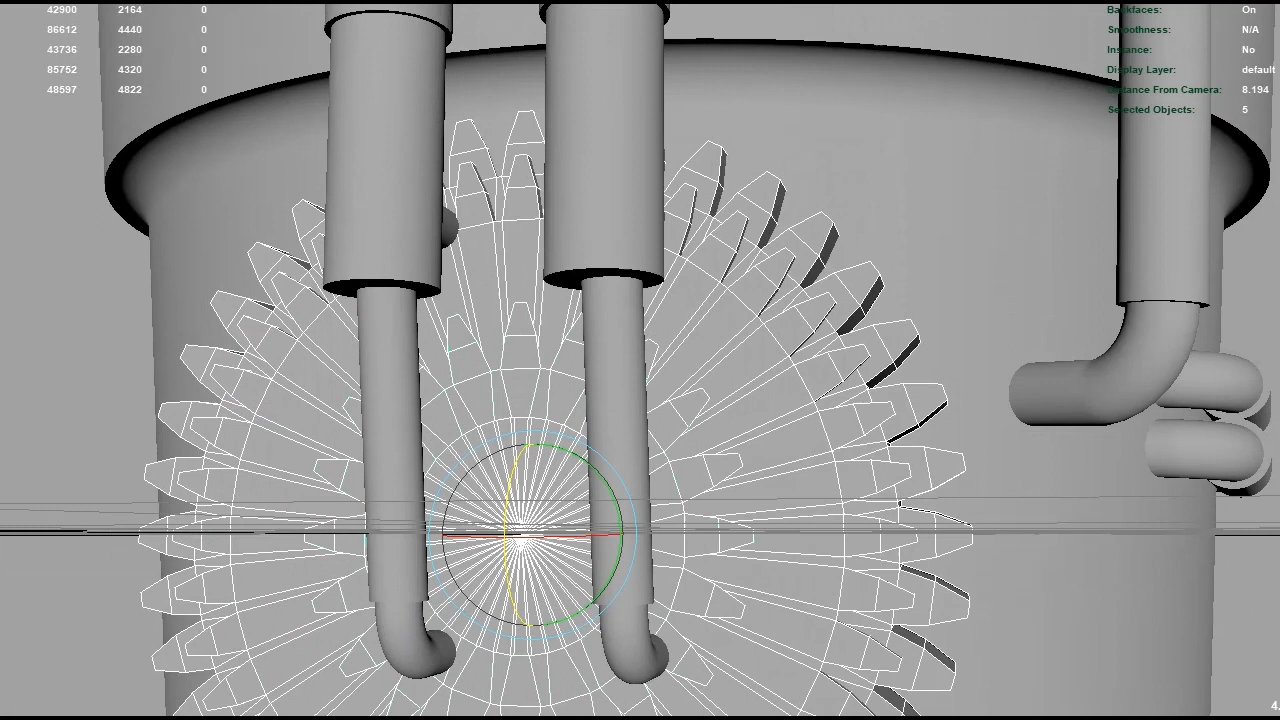 42900 2164 0 Backfaces: On
86612 4440 0 Smoothness: N/A
43736 2280 0 Instance: No
85752 4320 0 Display Layer: default
48597 4822 0 Distance From Camera: 8.194
Selected Objects: 5
4.